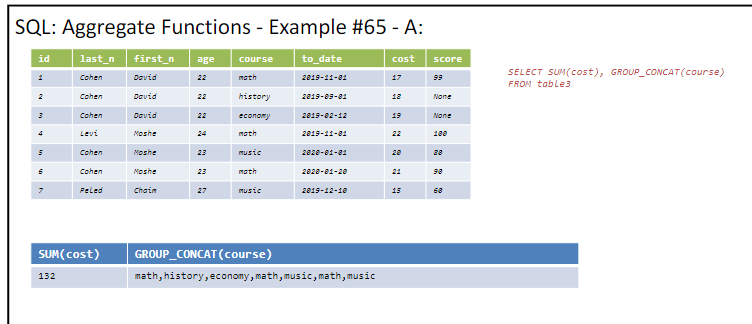 SQL: Aggregate Functions - Example #65 - A:
id last_n first_n age course to_date cost score
1 Cohen David 22 math 2019-11-01 17 99
2 Cohen David 22 history 2019-09-01 18 None
3 Cohen David 22 economy 2019-02-12 19 None
4 Levi Moshe 24 math 2019-11-01 22 100
5 Cohen Moshe 23 music 2020-01-01 20 80
6 Cohen Moshe 23 math 2020-01-20 21 90
7 Peled Chaim 27 music 2019-12-10 15 60
SELECT SUM(cost), GROUP_CONCAT(course)
FROM table3
SUM(cost) GROUP_CONCAT(course)
132 math,history,economy,math,music,math,music